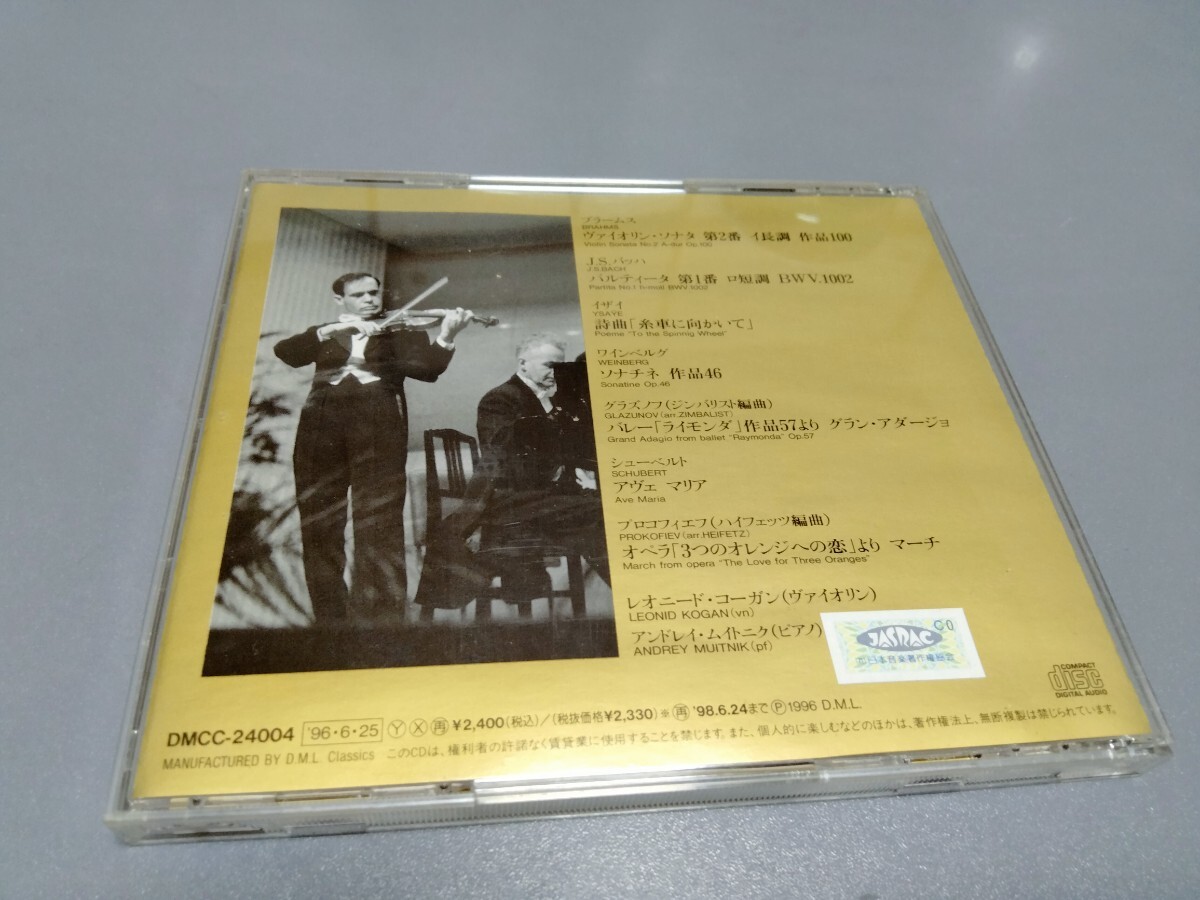 ブラームス
BRAHMS
ヴァイオリン・ソナタ 第2番 イ長調 作品100
Violin Sonata No.2 A-dur Op.100
J.S.バッハ
J.S.BACH
パルティータ 第1番 ロ短調 BWV.1002
Partita No.1 h-moll BWV.1002
イザイ
YSAYE
詩曲「糸車に向かいて」
Poeme "To the Spinnig Wheel"
ワインベルグ
WEINBERG
ソナチネ 作品46
Sonatine Op.46
グラズノフ(ジンバリスト編曲)
GLAZUNOV (arr.ZIMBALIST)
バレー「ライモンダ」作品57より グラン・アダージョ
Grand Adagio from ballet "Raymonda" Op.57
シューベルト
SCHUBERT
アヴェ マリア
Ave Maria
プロコフィエフ(ハイフェッツ編曲)
PROKOFIEV (arr.HEIFETZ)
オペラ「3つのオレンジへの恋」より マーチ
March from opera "The Love for Three Oranges"
レオニード・コーガン(ヴァイオリン)
LEONID KOGAN (vn)
アンドレイ・ムイトニク(ピアノ)
ANDREY MUITNIK (pf)
JASRAC C0
日本音楽著作権協会
COMPACT
disc
DIGITAL AUDIO
DMCC-24004 '96・6・25 Ⓨ Ⓧ ㊞再 ¥2,400(税込)/(税抜価格¥2,330)※再 '98.6.24まで Ⓟ1996 D.M.L.
MANUFACTURED BY D.M.L. Classics このCDは、権利者の許諾なく賃貸業に使用することを禁じます。また、個人的に楽しむなどのほかは、著作権法上、無断複製は禁じられています。